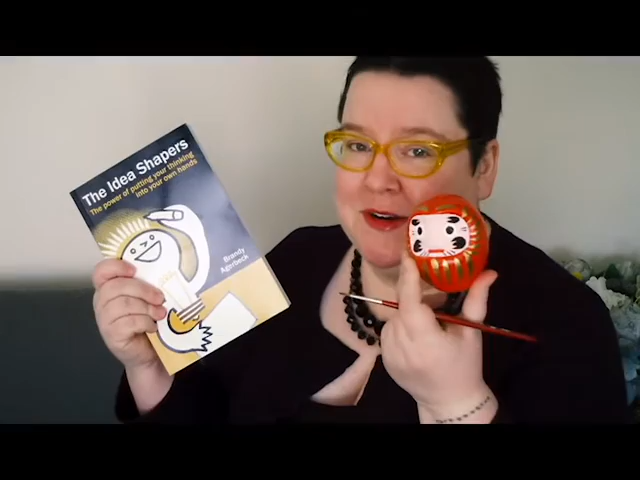 The Idea Shapers
The power of putting your thinking
into your own hands
Brandy
Agerbeck